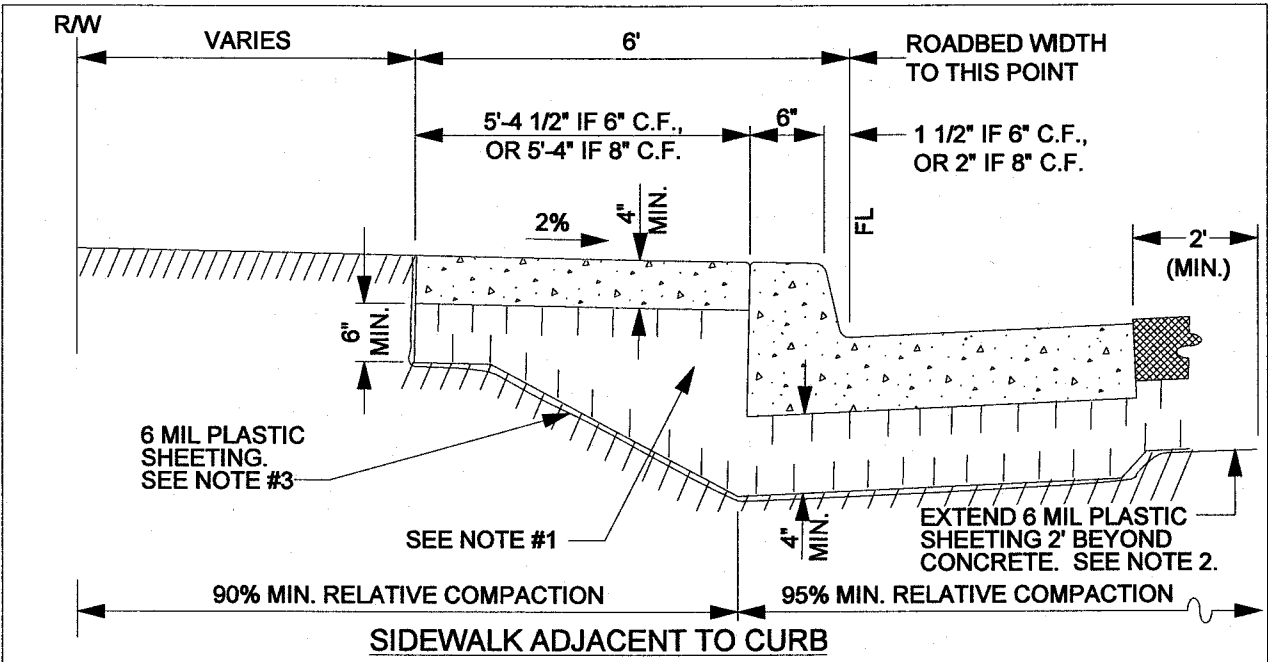 R/W
VARIES
6'
ROADBED WIDTH
TO THIS POINT
5'-4 1/2" IF 6" C.F.,
OR 5'-4" IF 8" C.F.
6"
1 1/2" IF 6" C.F.,
OR 2" IF 8" C.F.
2%
4"
MIN.
FL
2'
(MIN.)
6"
MIN.
6 MIL PLASTIC
SHEETING.
SEE NOTE #3
SEE NOTE #1
4"
MIN.
EXTEND 6 MIL PLASTIC
SHEETING 2' BEYOND
CONCRETE. SEE NOTE 2.
90% MIN. RELATIVE COMPACTION
95% MIN. RELATIVE COMPACTION
SIDEWALK ADJACENT TO CURB